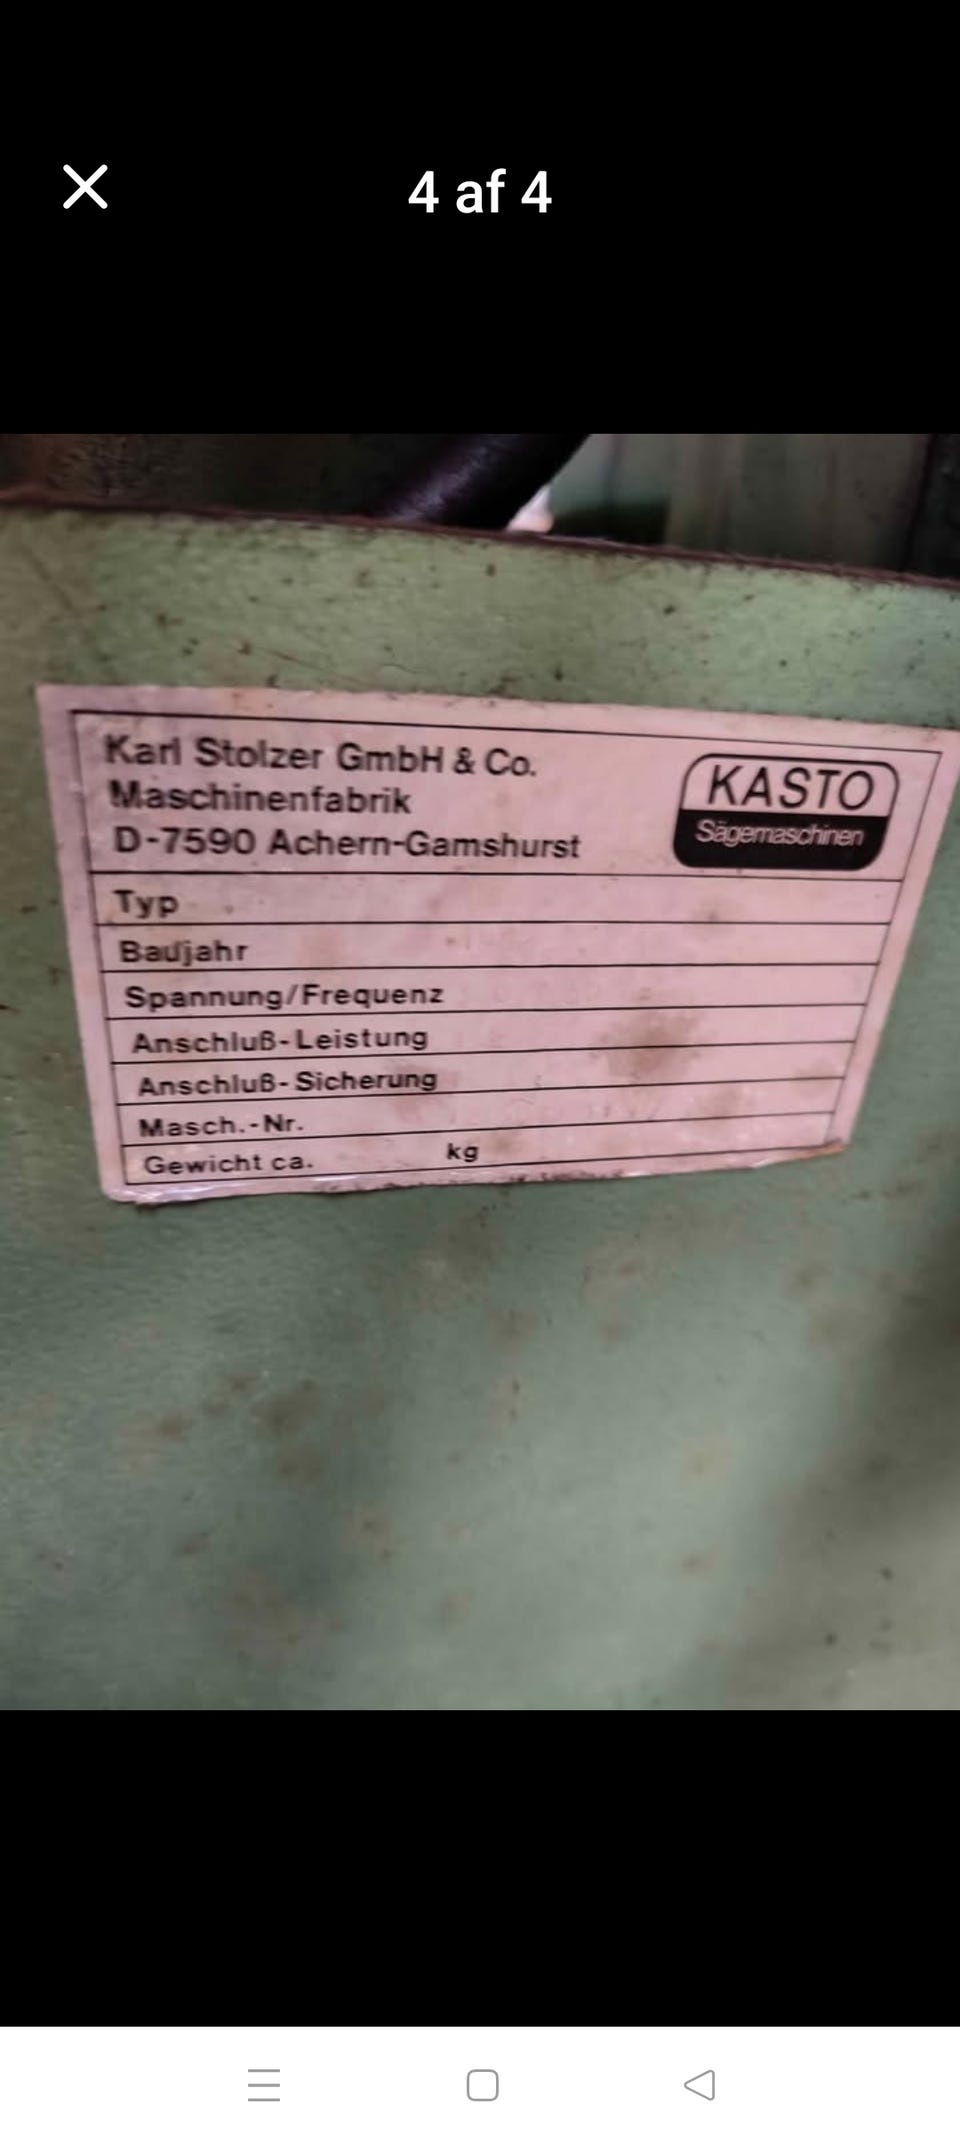 4 af 4
Karl Stolzer GmbH & Co.
Maschinenfabrik
D-7590 Achern-Gamshurst
KASTO
Sägemaschinen
Typ
Baujahr
Spannung/Frequenz
Anschluß-Leistung
Anschluß-Sicherung
Masch.-Nr.
Gewicht ca. kg